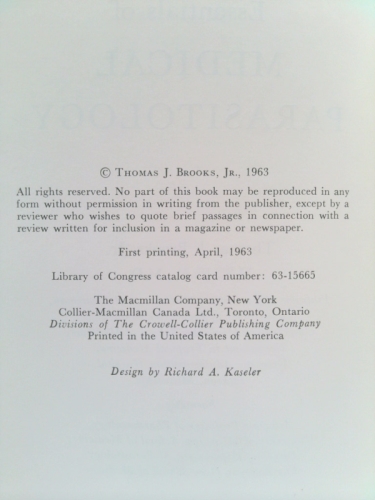 © Thomas J. Brooks, Jr., 1963
All rights reserved. No part of this book may be reproduced in any
form without permission in writing from the publisher, except by a
reviewer who wishes to quote brief passages in connection with a
review written for inclusion in a magazine or newspaper.
First printing, April, 1963
Library of Congress catalog card number: 63-15665
The Macmillan Company, New York
Collier-Macmillan Canada Ltd., Toronto, Ontario
Divisions of The Crowell-Collier Publishing Company
Printed in the United States of America
Design by Richard A. Kaseler